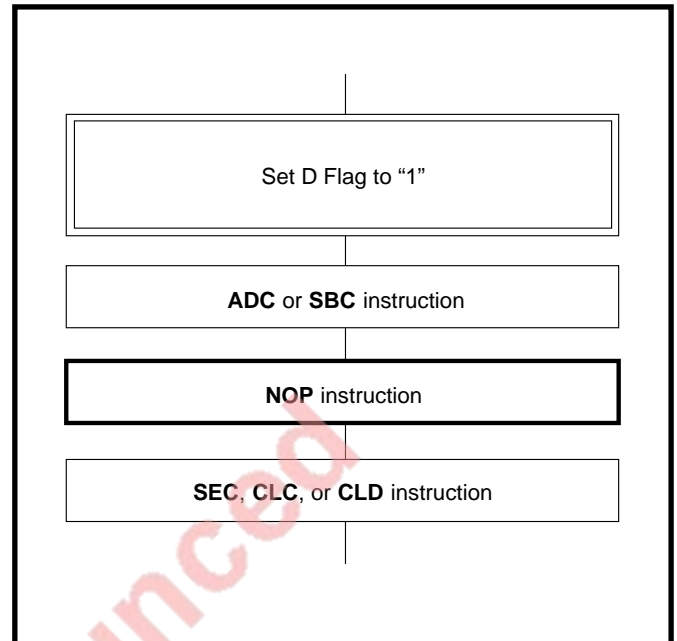 Set D Flag to “1”
ADC or SBC instruction
NOP instruction
SEC, CLC, or CLD instruction